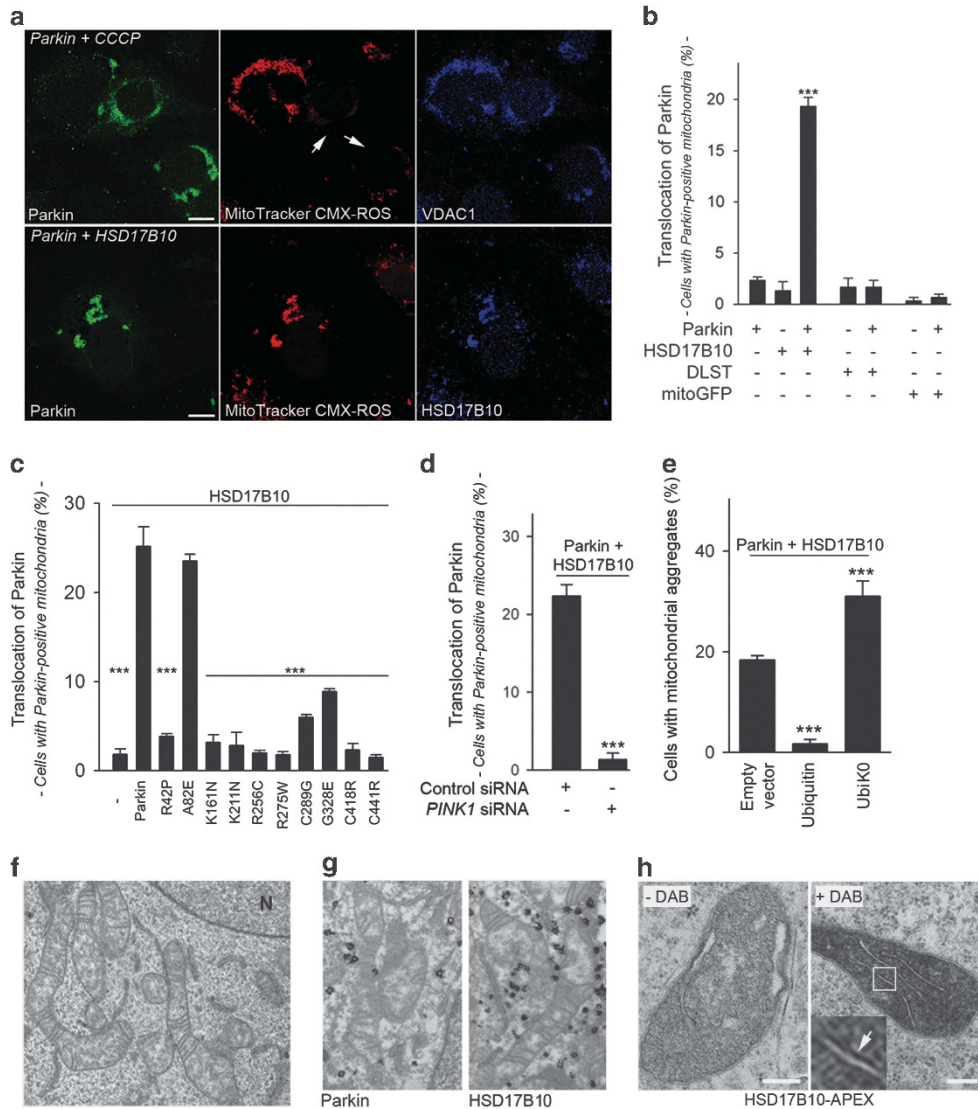 a
Parkin + CCCP
Parkin
MitoTracker CMX-ROS
VDAC1
Parkin + HSD17B10
Parkin
MitoTracker CMX-ROS
HSD17B10
b
Translocation of Parkin
- Cells with Parkin-positive mitochondria (%) -
20
15
10
5
0
***
Parkin + - + - + - +
HSD17B10 - + + - - - -
DLST - - - + + - -
mitoGFP - - - - - + +
c
HSD17B10
Translocation of Parkin
- Cells with Parkin-positive mitochondria (%) -
30
20
10
0
*** *** ***
-
Parkin
R42P
A82E
K161N
K211N
R256C
R275W
C289G
G328E
C418R
C441R
d
Translocation of Parkin
- Cells with Parkin-positive mitochondria (%) -
30
20
10
0
Parkin +
HSD17B10
***
Control siRNA + -
PINK1 siRNA - +
e
Cells with mitochondrial aggregates (%)
40
20
0
Parkin + HSD17B10
***
***
Empty
vector
Ubiquitin
UbiK0
f
N
g
Parkin
HSD17B10
h
- DAB
+ DAB
HSD17B10-APEX